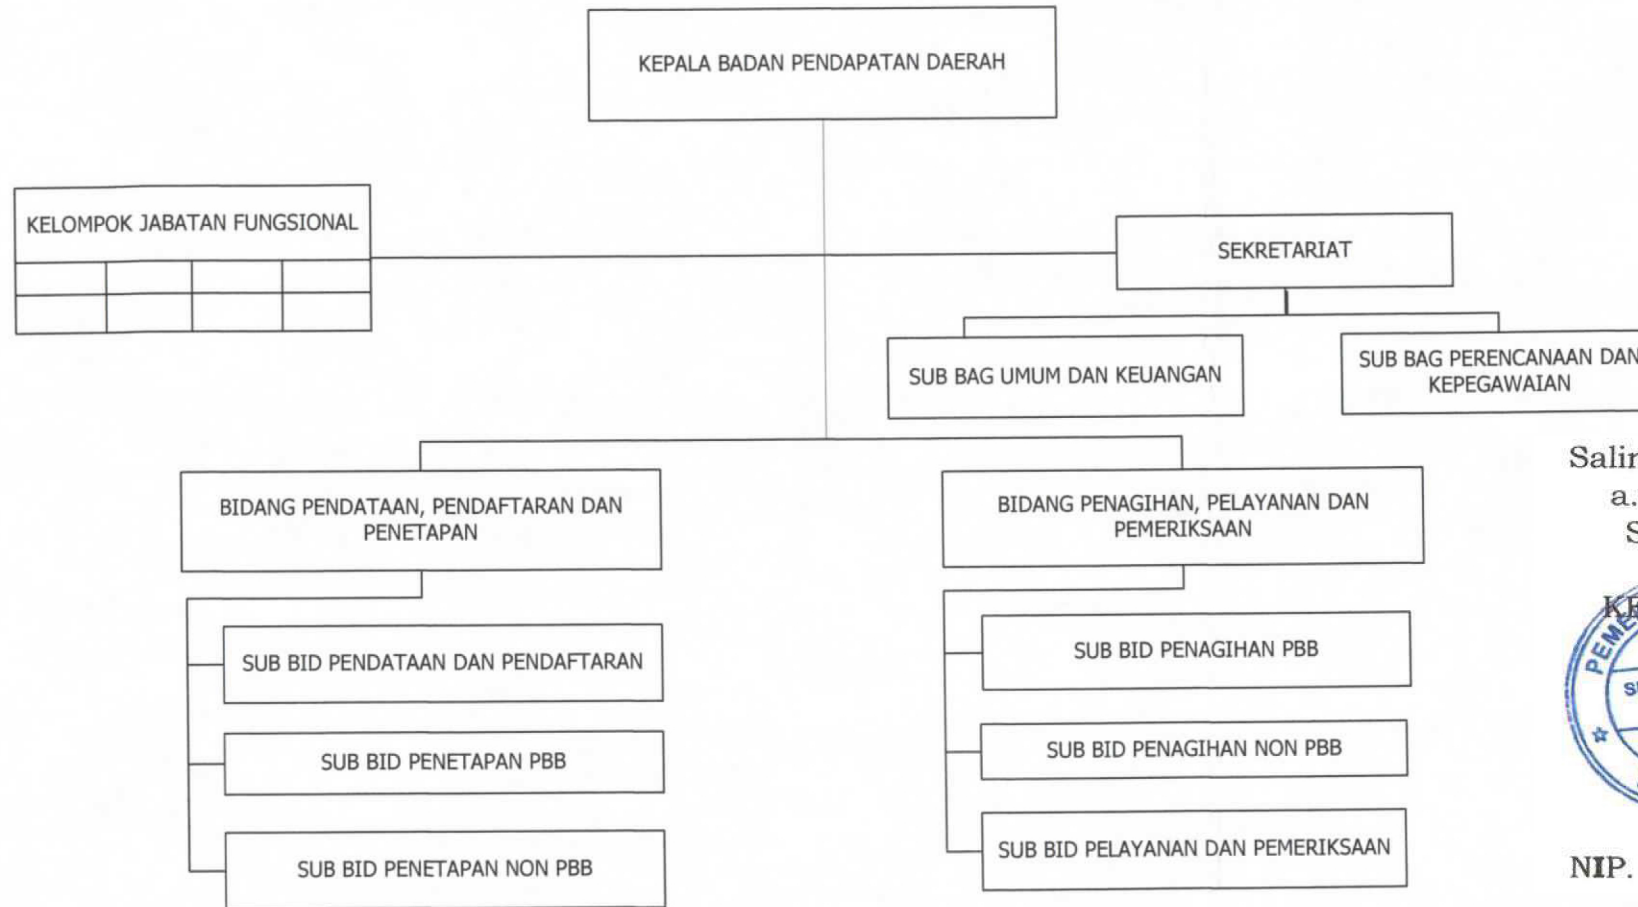 KEPALA BADAN PENDAPATAN DAERAH
KELOMPOK JABATAN FUNGSIONAL
SEKRETARIAT
SUB BAG UMUM DAN KEUANGAN
SUB BAG PERENCANAAN DAN
KEPEGAWAIAN
BIDANG PENDATAAN, PENDAFTARAN DAN
PENETAPAN
BIDANG PENAGIHAN, PELAYANAN DAN
PEMERIKSAAN
SUB BID PENDATAAN DAN PENDAFTARAN
SUB BID PENETAPAN PBB
SUB BID PENETAPAN NON PBB
SUB BID PENAGIHAN PBB
SUB BID PENAGIHAN NON PBB
SUB BID PELAYANAN DAN PEMERIKSAAN
a.
S
NIP.